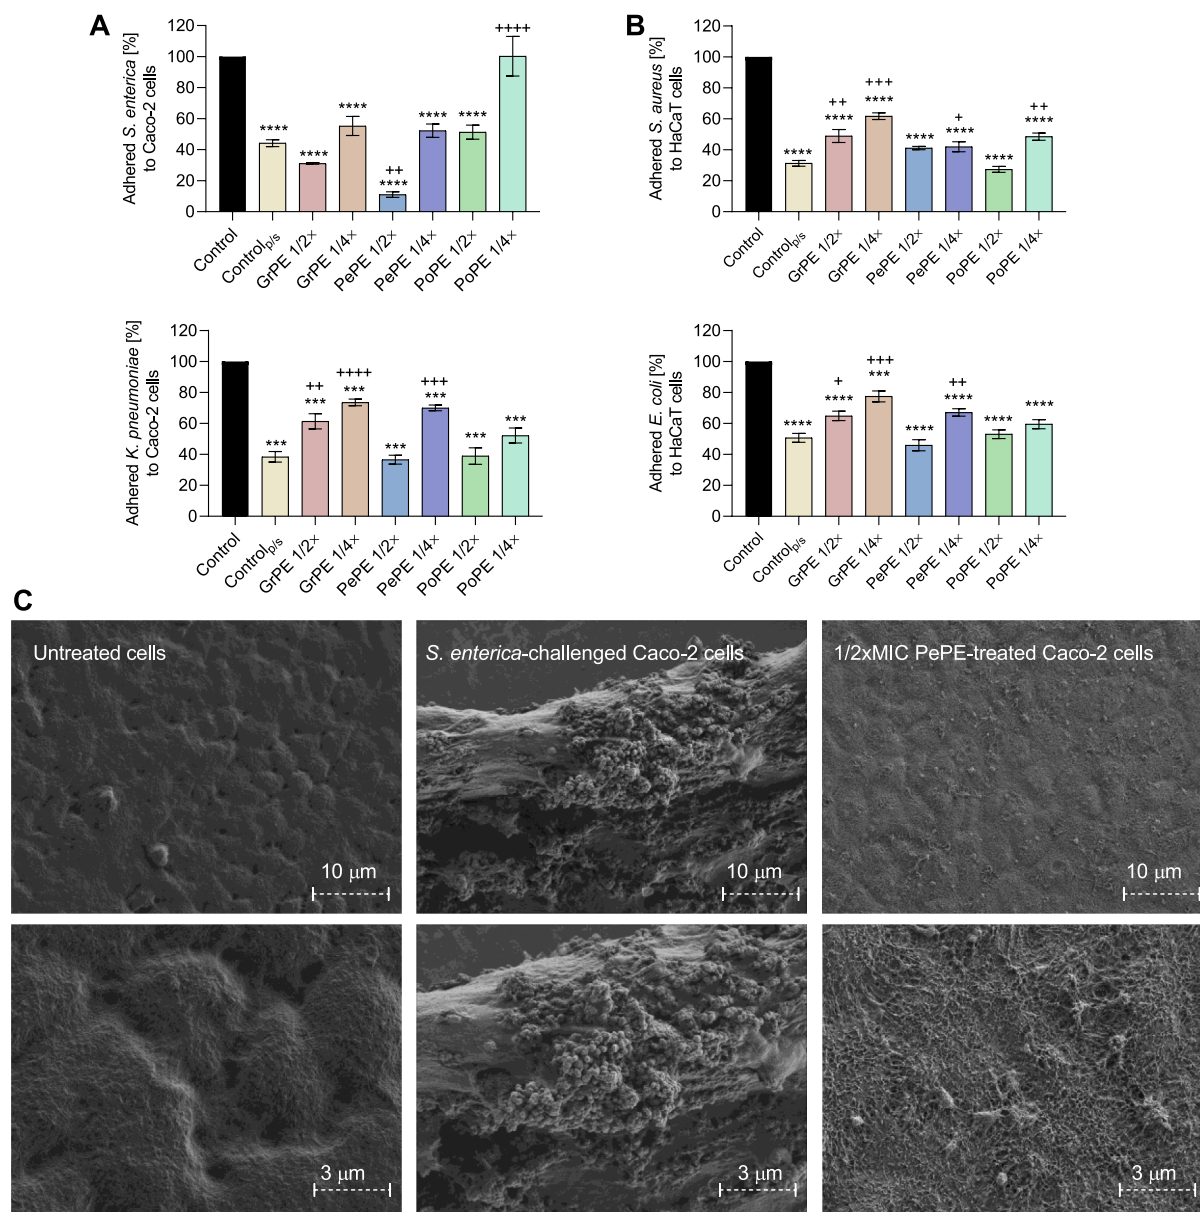 A
Adhered S. enterica [%]
to Caco-2 cells
120
100
80
60
40
20
0
****
****
****
++
****
****
****
++++
Control
Control p/s
GrPE 1/2×
GrPE 1/4×
PePE 1/2×
PePE 1/4×
PoPE 1/2×
PoPE 1/4×
B
Adhered S. aureus [%]
to HaCaT cells
120
100
80
60
40
20
0
****
++
****
+++
****
****
+
****
****
++
****
Control
Control p/s
GrPE 1/2×
GrPE 1/4×
PePE 1/2×
PePE 1/4×
PoPE 1/2×
PoPE 1/4×
Adhered K. pneumoniae [%]
to Caco-2 cells
120
100
80
60
40
20
0
***
++
***
++++
***
***
+++
***
***
***
Control
Control p/s
GrPE 1/2×
GrPE 1/4×
PePE 1/2×
PePE 1/4×
PoPE 1/2×
PoPE 1/4×
Adhered E. coli [%]
to HaCaT cells
120
100
80
60
40
20
0
****
+
****
+++
***
****
++
****
****
****
Control
Control p/s
GrPE 1/2×
GrPE 1/4×
PePE 1/2×
PePE 1/4×
PoPE 1/2×
PoPE 1/4×
C
Untreated cells
10 µm
S. enterica-challenged Caco-2 cells
10 µm
1/2xMIC PePE-treated Caco-2 cells
10 µm
3 µm
3 µm
3 µm